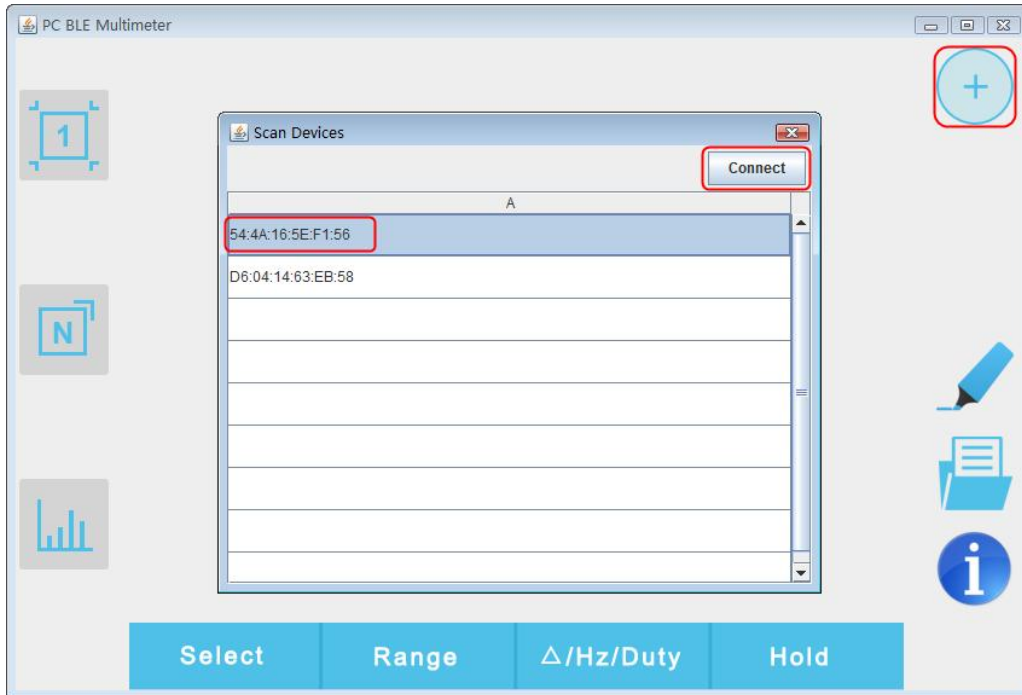 PC BLE Multimeter
+
1
Scan Devices
Connect
A
54:4A:16:5E:F1:56
D6:04:14:63:EB:58
N
i
Select Range △/Hz/Duty Hold